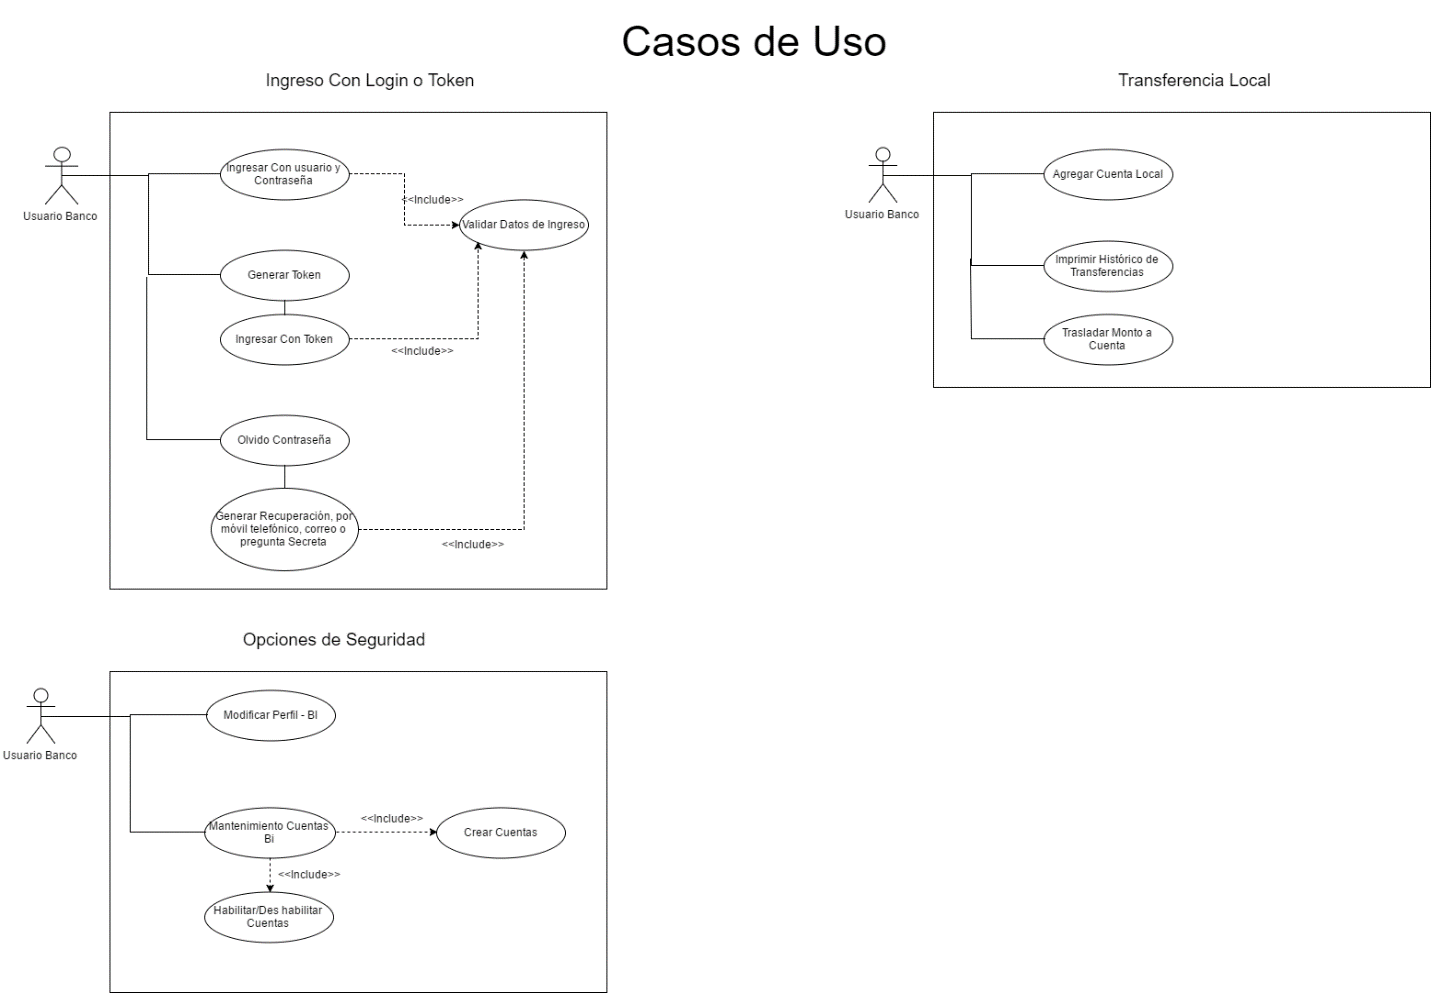 Casos de Uso
Ingreso Con Login o Token
Usuario Banco
Ingresar Con usuario y
Contraseña
<<Include>>
Validar Datos de Ingreso
Generar Token
Ingresar Con Token
<<Include>>
Olvido Contraseña
Generar Recuperación, por
móvil telefónico, correo o
pregunta Secreta
<<Include>>
Transferencia Local
Usuario Banco
Agregar Cuenta Local
Imprimir Histórico de
Transferencias
Trasladar Monto a
Cuenta
Opciones de Seguridad
Usuario Banco
Modificar Perfil - BI
Mantenimiento Cuentas
Bi
<<Include>>
Crear Cuentas
<<Include>>
Habilitar/Des habilitar
Cuentas